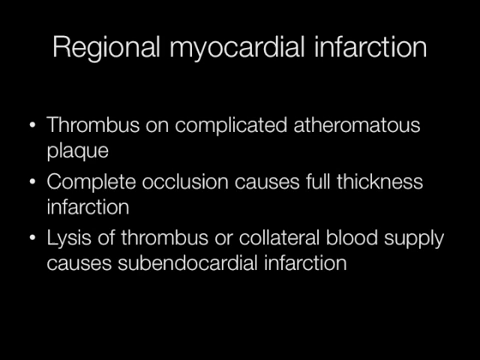 Regional myocardial infarction
• Thrombus on complicated atheromatous
plaque
• Complete occlusion causes full thickness
infarction
• Lysis of thrombus or collateral blood supply
causes subendocardial infarction